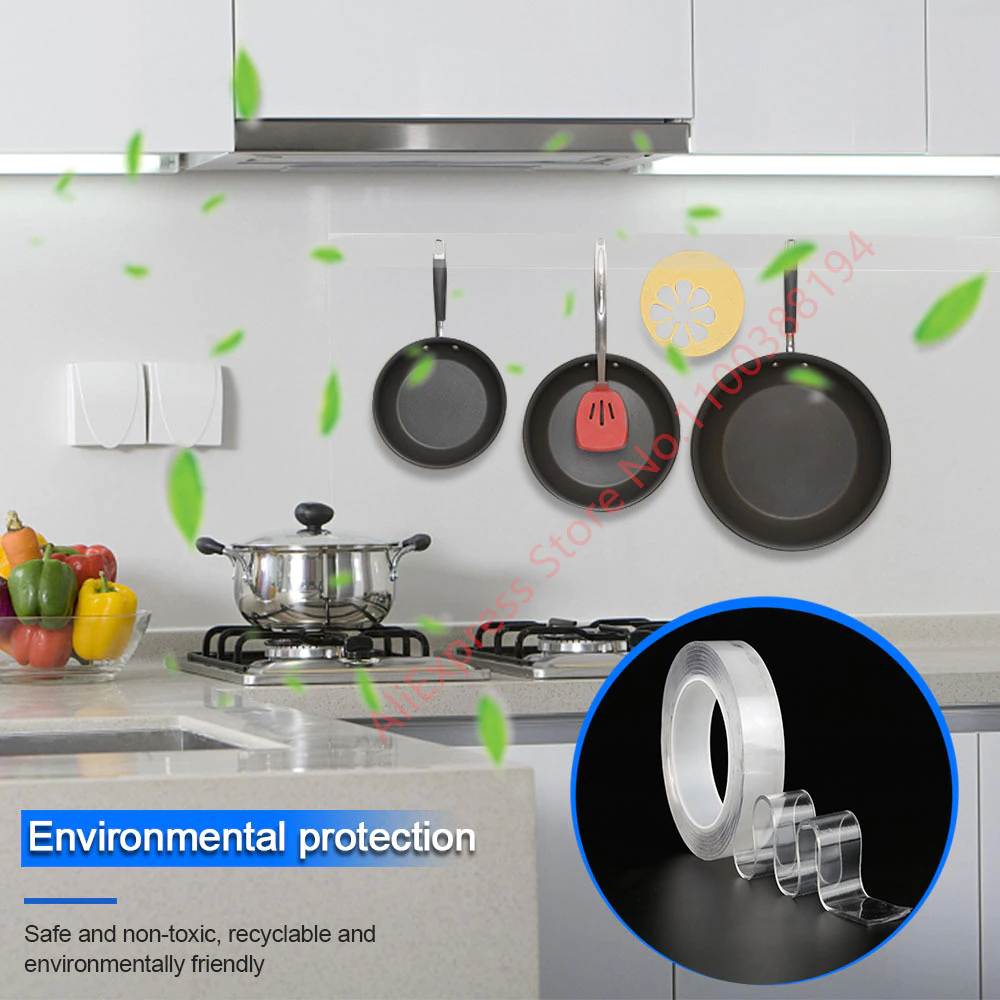 AliExpress Store No.1100388194
Environmental protection
Safe and non-toxic, recyclable and
environmentally friendly